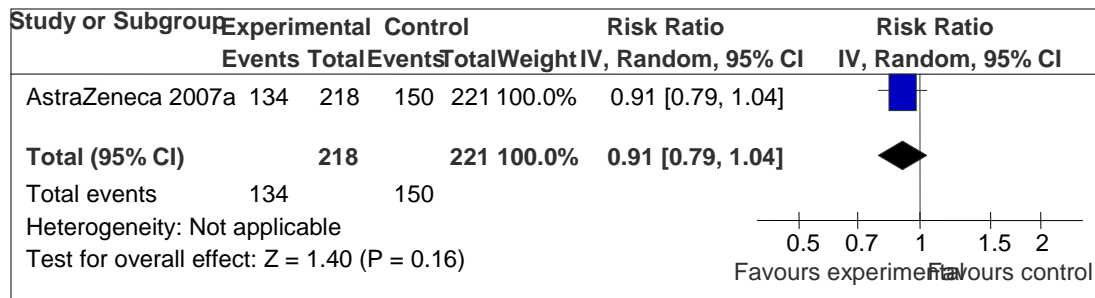 Study or Subgroup Experimental Control Risk Ratio Risk Ratio
Events Total Events Total Weight IV, Random, 95% CI IV, Random, 95% CI
AstraZeneca 2007a 134 218 150 221 100.0% 0.91 [0.79, 1.04]
Total (95% CI) 218 221 100.0% 0.91 [0.79, 1.04]
Total events 134 150
Heterogeneity: Not applicable
Test for overall effect: Z = 1.40 (P = 0.16)
0.5 0.7 1 1.5 2
Favours experimental Favours control